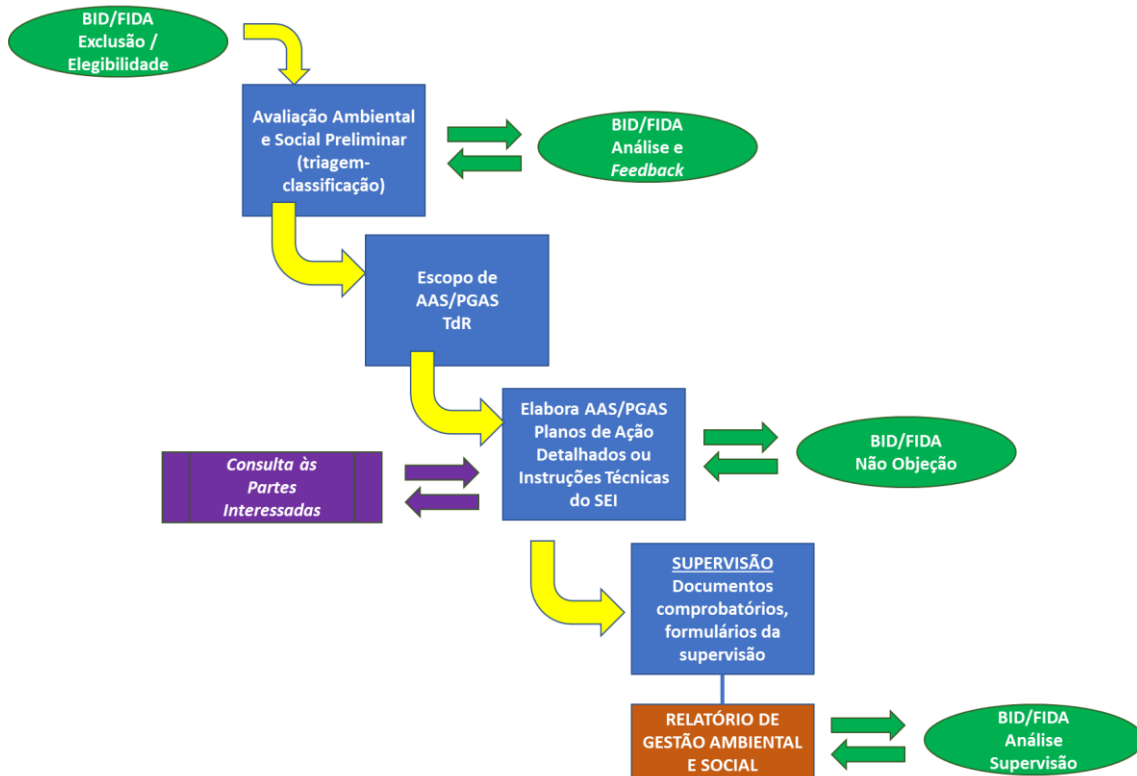 BID/FIDA
Exclusão /
Elegibilidade
Avaliação Ambiental
e Social Preliminar
(triagem-
classificação)
BID/FIDA
Análise e
Feedback
Escopo de
AAS/PGAS
TdR
Elabora AAS/PGAS
Planos de Ação
Detalhados ou
Instruções Técnicas
do SEI
BID/FIDA
Não Objeção
Consulta às
Partes
Interessadas
SUPERVISÃO
Documentos
comprobatórios,
formulários da
supervisão
RELATÓRIO DE
GESTÃO AMBIENTAL
E SOCIAL
BID/FIDA
Análise
Supervisão